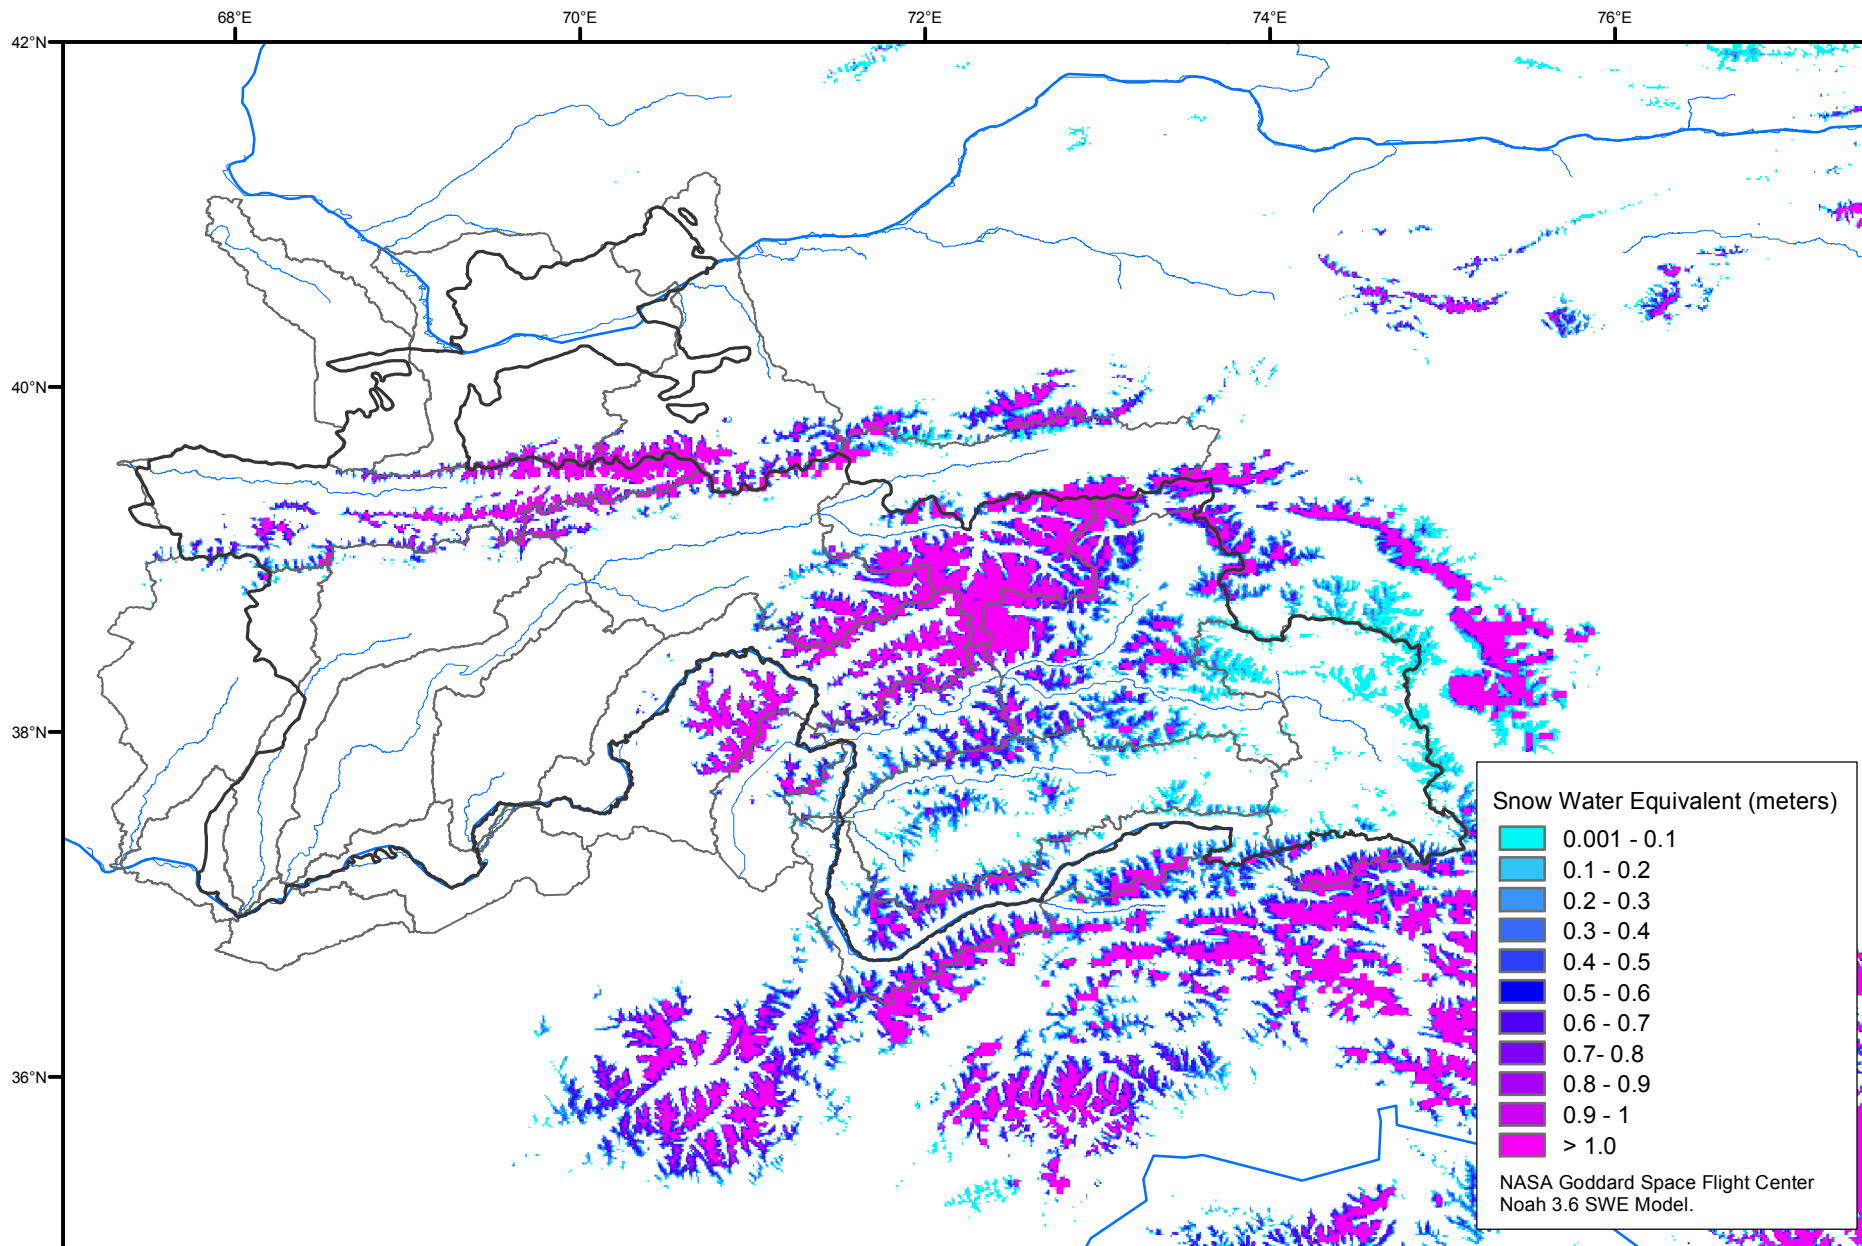 68°E
70°E
72°E
74°E
76°E
42°N
40°N
38°N
36°N
Snow Water Equivalent (meters)
0.001 - 0.1
0.1 - 0.2
0.2 - 0.3
0.3 - 0.4
0.4 - 0.5
0.5 - 0.6
0.6 - 0.7
0.7- 0.8
0.8 - 0.9
0.9 - 1
> 1.0
NASA Goddard Space Flight Center
Noah 3.6 SWE Model.